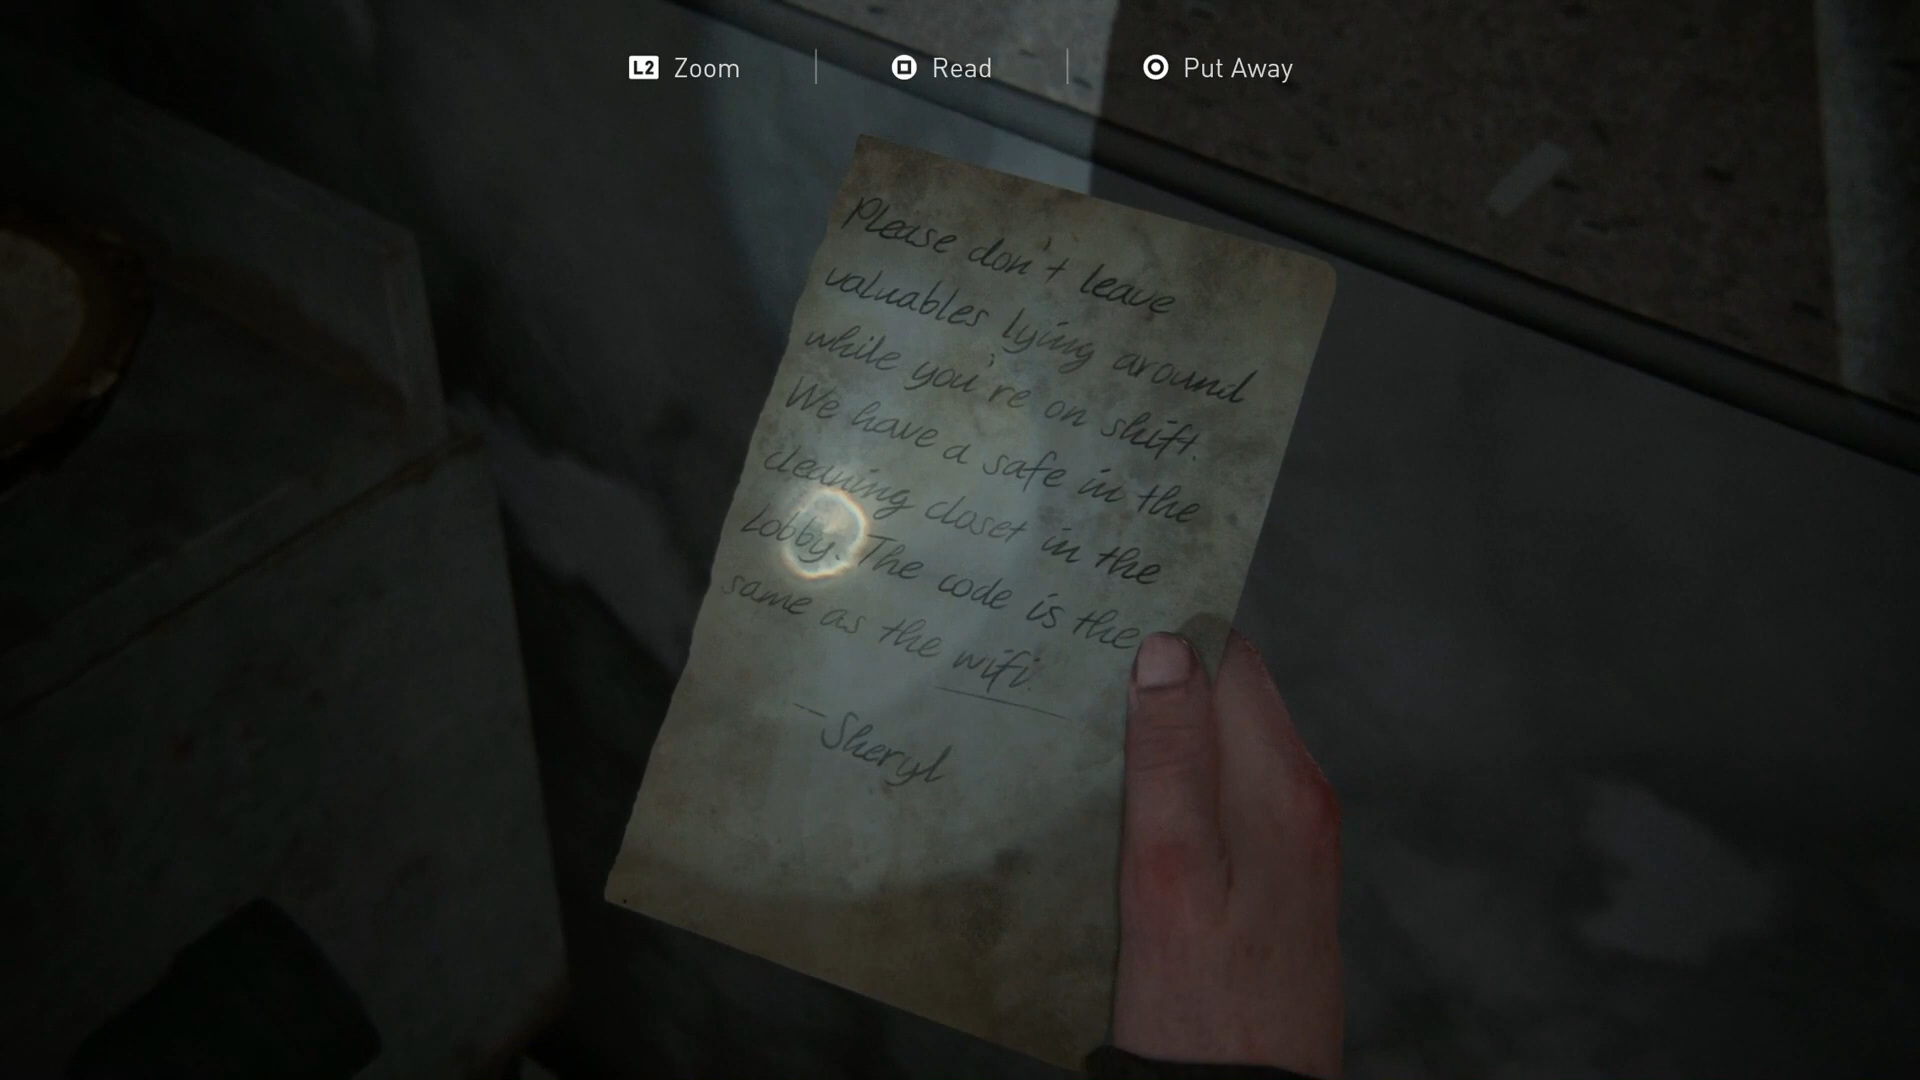 L2 Zoom | Read | Put Away
Please don't leave
valuables lying around
while you're on shift.
We have a safe in the
cleaning closet in the
Lobby. The code is the
same as the wifi.
—Sheryl